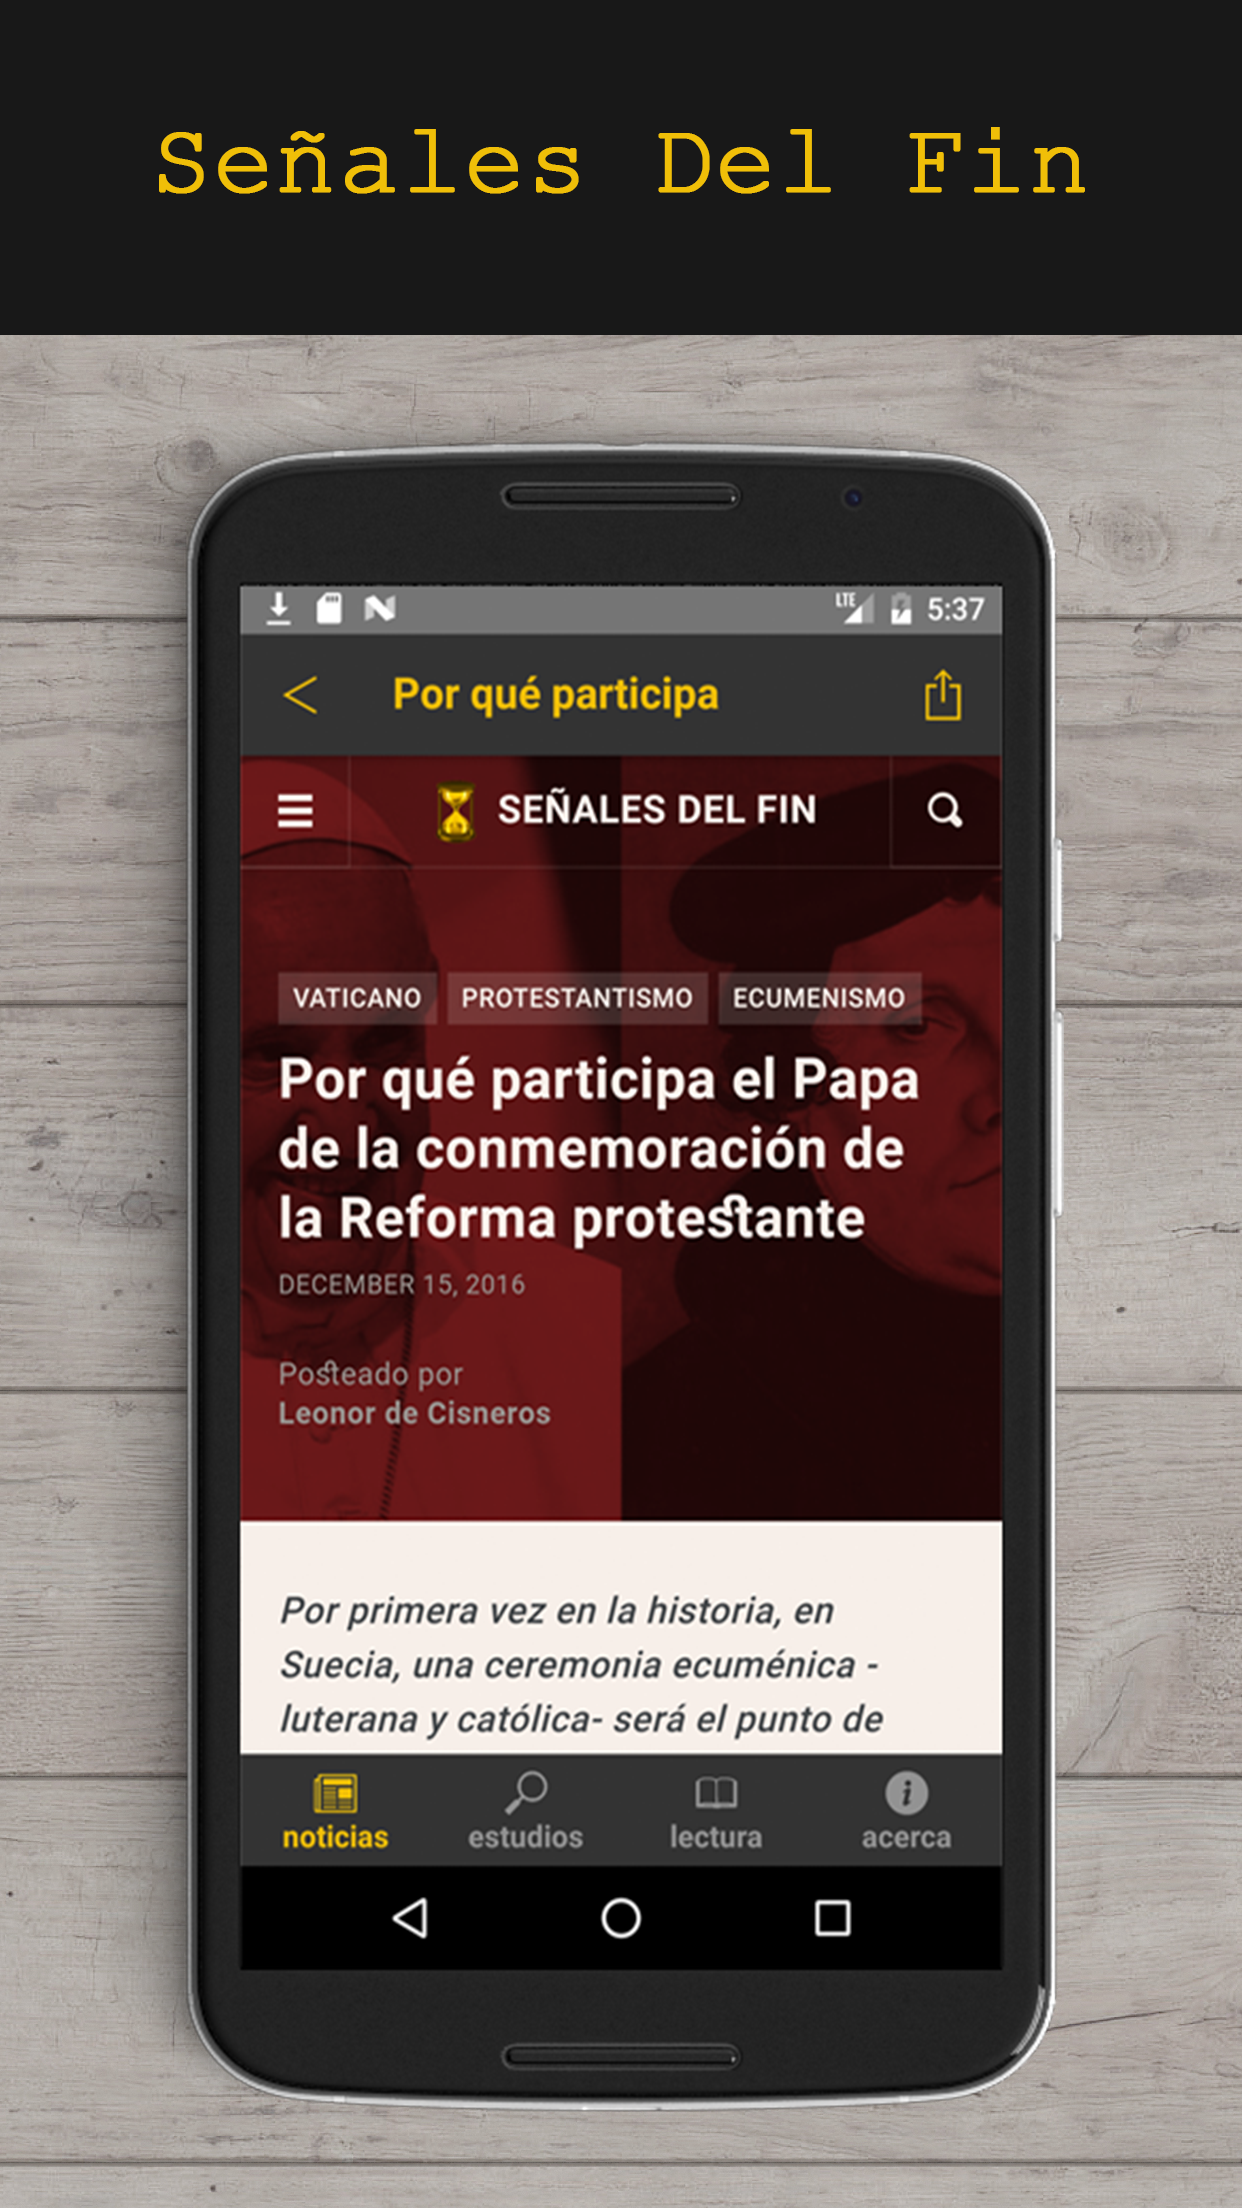 Señales Del Fin
LTE 5:37
Por qué participa
SEÑALES DEL FIN
VATICANO PROTESTANTISMO ECUMENISMO
Por qué participa el Papa
de la conmemoración de
la Reforma protestante
DECEMBER 15, 2016
Posteado por
Leonor de Cisneros
Por primera vez en la historia, en
Suecia, una ceremonia ecuménica -
luterana y católica- será el punto de
noticias estudios lectura acerca